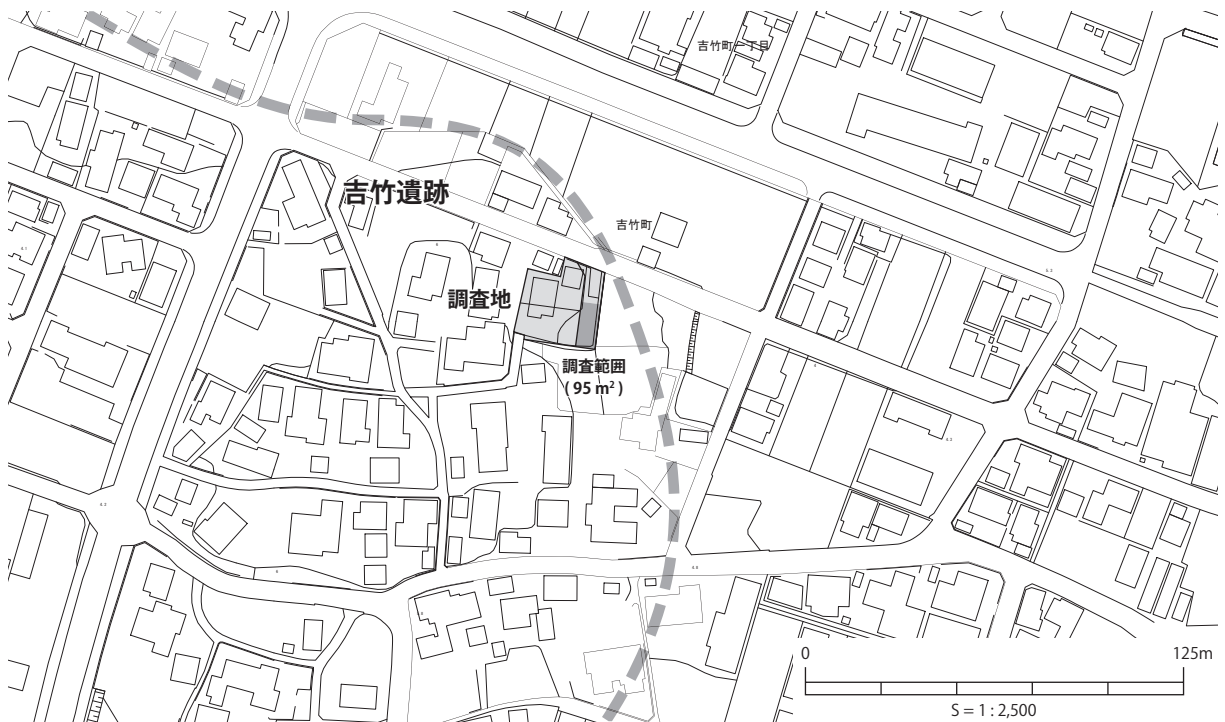 吉竹町一丁目
吉竹遺跡
吉竹町
調査地
調査範囲
( 95 m² )
0 125m
S = 1 : 2,500